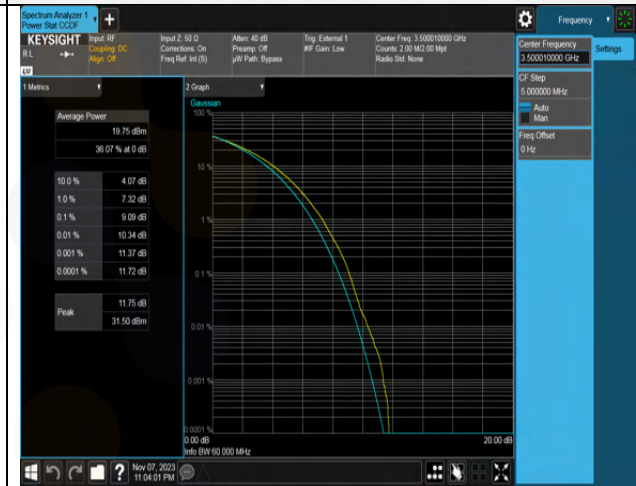 Spectrum Analyzer 1
Power Stat CCDF
Frequency
KEYSIGHT
R L
Input: RF
Coupling: DC
Align: Off
Input Z: 50 Ω
Corrections: On
Freq Ref: Int (S)
Atten: 40 dB
Preamp: Off
µW Path: Bypass
Trig: External 1
#IF Gain: Low
Center Freq: 3.500010000 GHz
Counts: 2.00 M/2.00 Mpt
Radio Std: None
LW
Center Frequency
3.500010000 GHz
Settings
CF Step
5.000000 MHz
Auto
Man
Freq Offset
0 Hz
1 Metrics
Average Power
19.75 dBm
36.07 % at 0 dB
10.0 % 4.07 dB
1.0 % 7.32 dB
0.1 % 9.09 dB
0.01 % 10.34 dB
0.001 % 11.37 dB
0.0001 % 11.72 dB
Peak
11.75 dB
31.50 dBm
2 Graph
Gaussian
100 %
10 %
1 %
0.1 %
0.01 %
0.001 %
0.0001 %
0.00 dB
20.00 dB
Info BW 60.000 MHz
Nov 07, 2023
11:04:01 PM